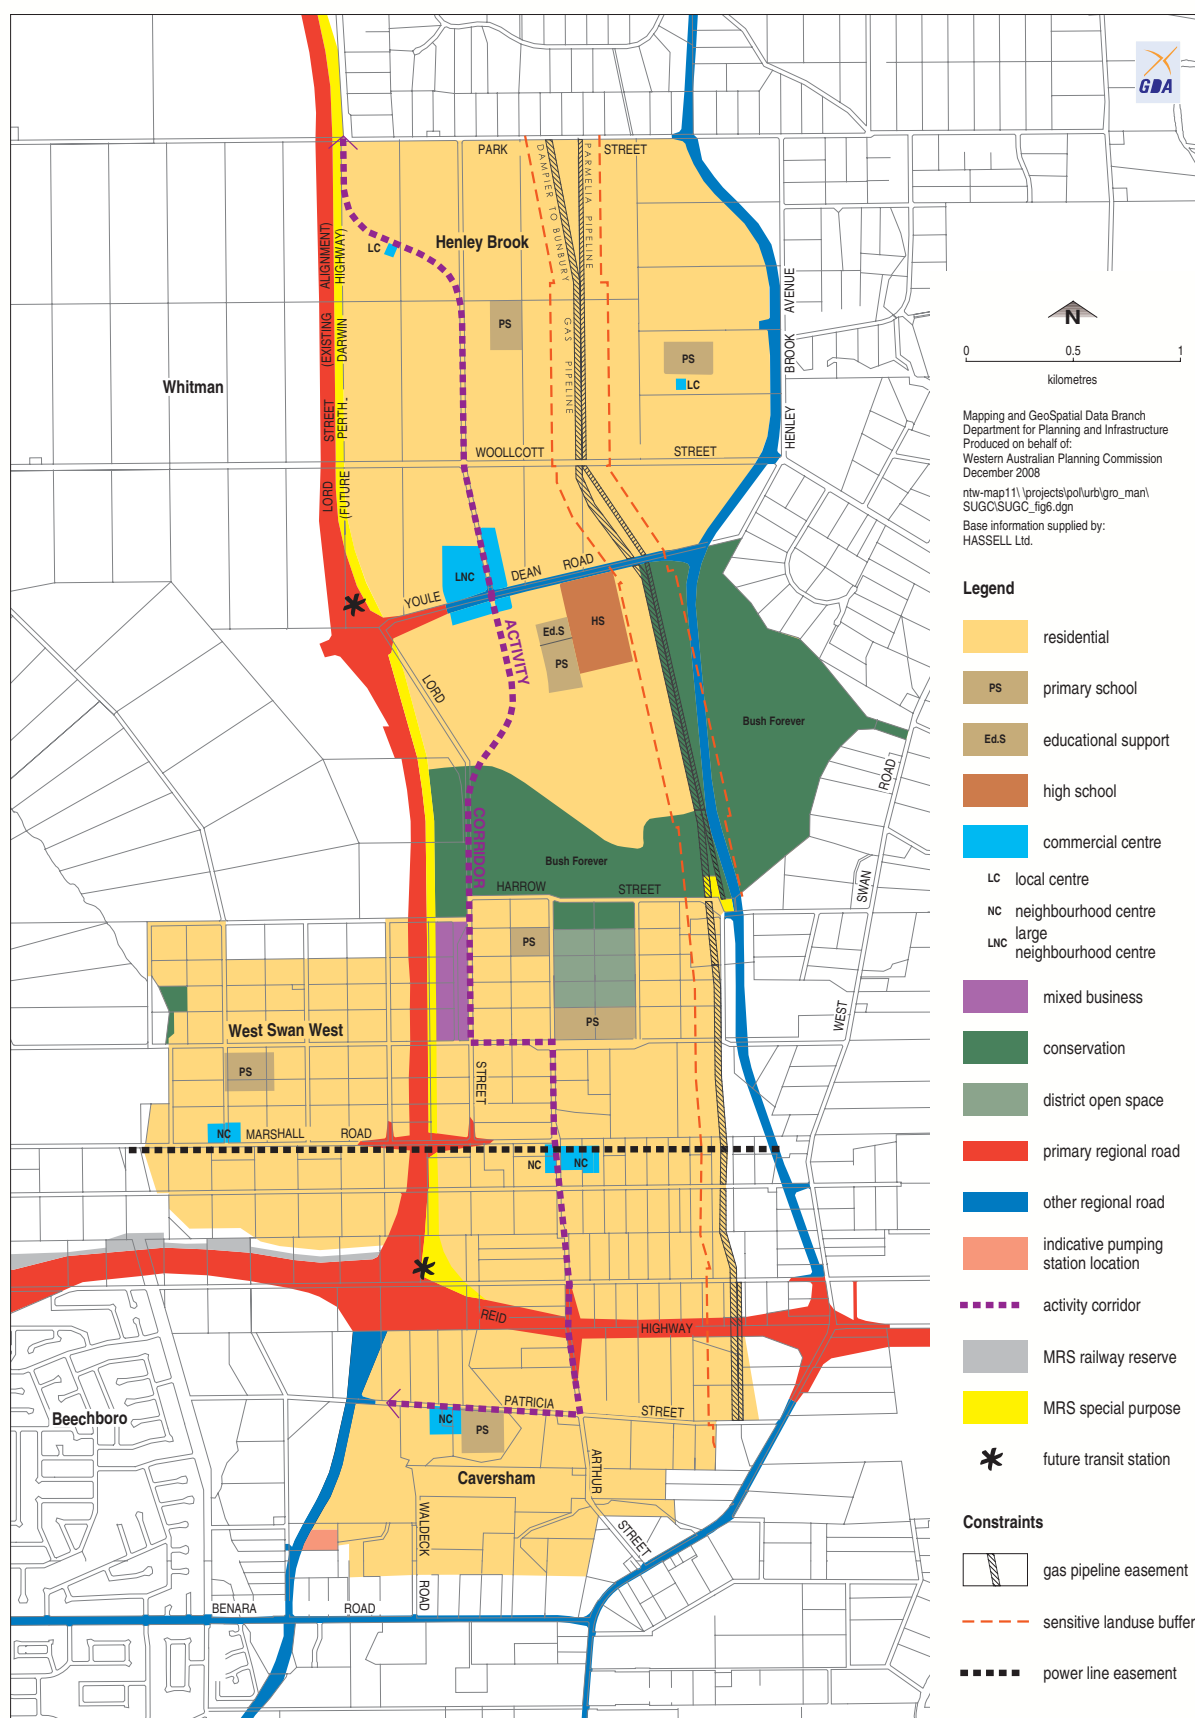 GDA
PARK STREET
DAMPIER TO BUNBURY
GAS PIPELINE
PARMELIA PIPELINE
Henley Brook
LC
LORD STREET (EXISTING ALIGNMENT)
(FUTURE PERTH DARWIN HIGHWAY)
PS
PS
LC
HENLEY BROOK AVENUE
Whitman
WOOLLCOTT STREET
LNC
YOULE DEAN ROAD
Ed.S
HS
PS
LORD
ACTIVITY CORRIDOR
Bush Forever
Bush Forever
HARROW STREET
WEST SWAN ROAD
PS
PS
West Swan West
PS
STREET
NC
MARSHALL ROAD
NC
NC
REID HIGHWAY
PATRICIA STREET
NC
PS
Beechboro
Caversham
ARTHUR STREET
WALDECK ROAD
BENARA ROAD
N
0 0.5 1
kilometres
Mapping and GeoSpatial Data Branch
Department for Planning and Infrastructure
Produced on behalf of:
Western Australian Planning Commission
December 2008
ntw-map11\ \projects\pol\urb\gro_man\
SUGC\SUGC_fig6.dgn
Base information supplied by:
HASSELL Ltd.
Legend
residential
PS primary school
Ed.S educational support
high school
commercial centre
LC local centre
NC neighbourhood centre
LNC large
neighbourhood centre
mixed business
conservation
district open space
primary regional road
other regional road
indicative pumping
station location
activity corridor
MRS railway reserve
MRS special purpose
future transit station
Constraints
gas pipeline easement
sensitive landuse buffer
power line easement